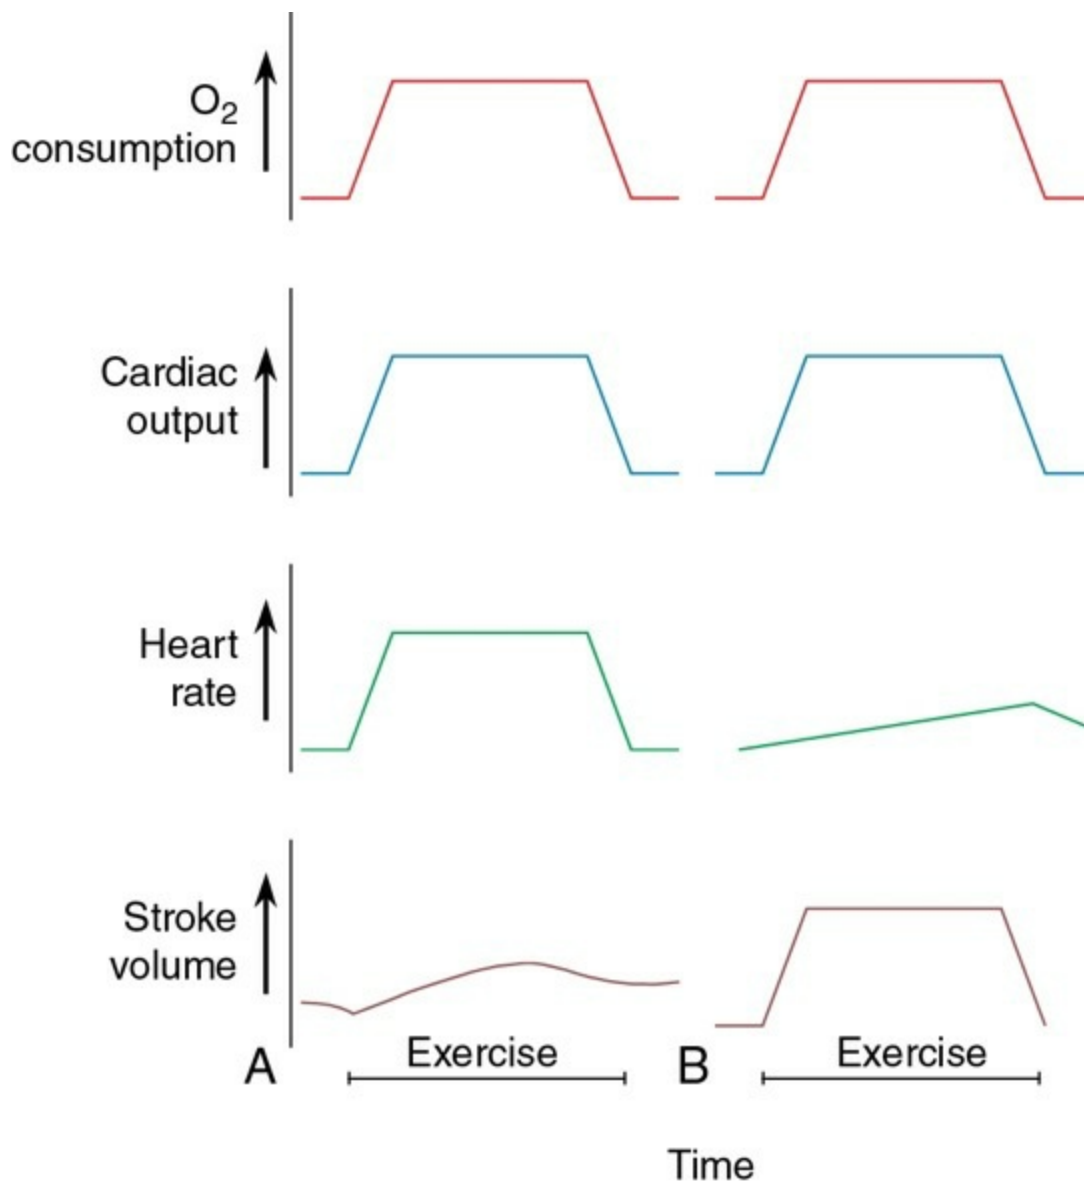 O₂
consumption
Cardiac
output
Heart
rate
Stroke
volume
A
Exercise
B
Exercise
Time